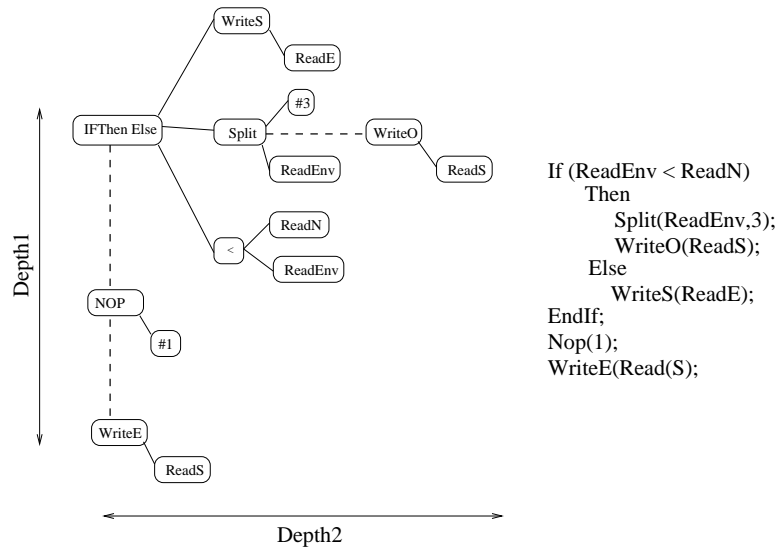 WriteS
ReadE
#3
IFThen Else
Split
WriteO
ReadEnv
ReadS
ReadN
<
ReadEnv
NOP
#1
WriteE
ReadS
Depth1
Depth2
If (ReadEnv < ReadN)
Then
Split(ReadEnv,3);
WriteO(ReadS);
Else
WriteS(ReadE);
EndIf;
Nop(1);
WriteE(Read(S);